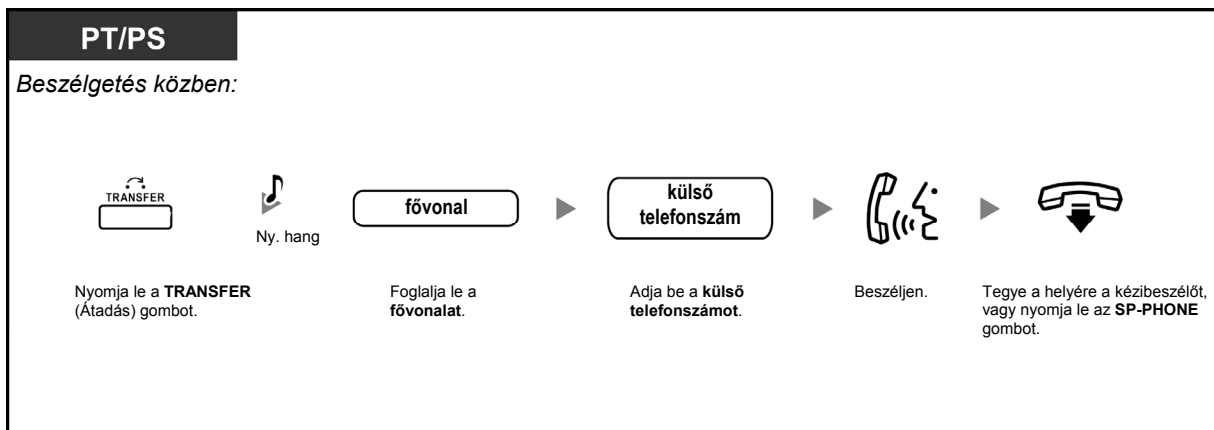 PT/PS
Beszélgetés közben:
TRANSFER
Ny. hang
fővonal
külső
telefonszám
Nyomja le a TRANSFER
(Átadás) gombot.
Foglalja le a
fővonalat.
Adja be a külső
telefonszámot.
Beszéljen.
Tegye a helyére a kézibeszélőt,
vagy nyomja le az SP-PHONE
gombot.